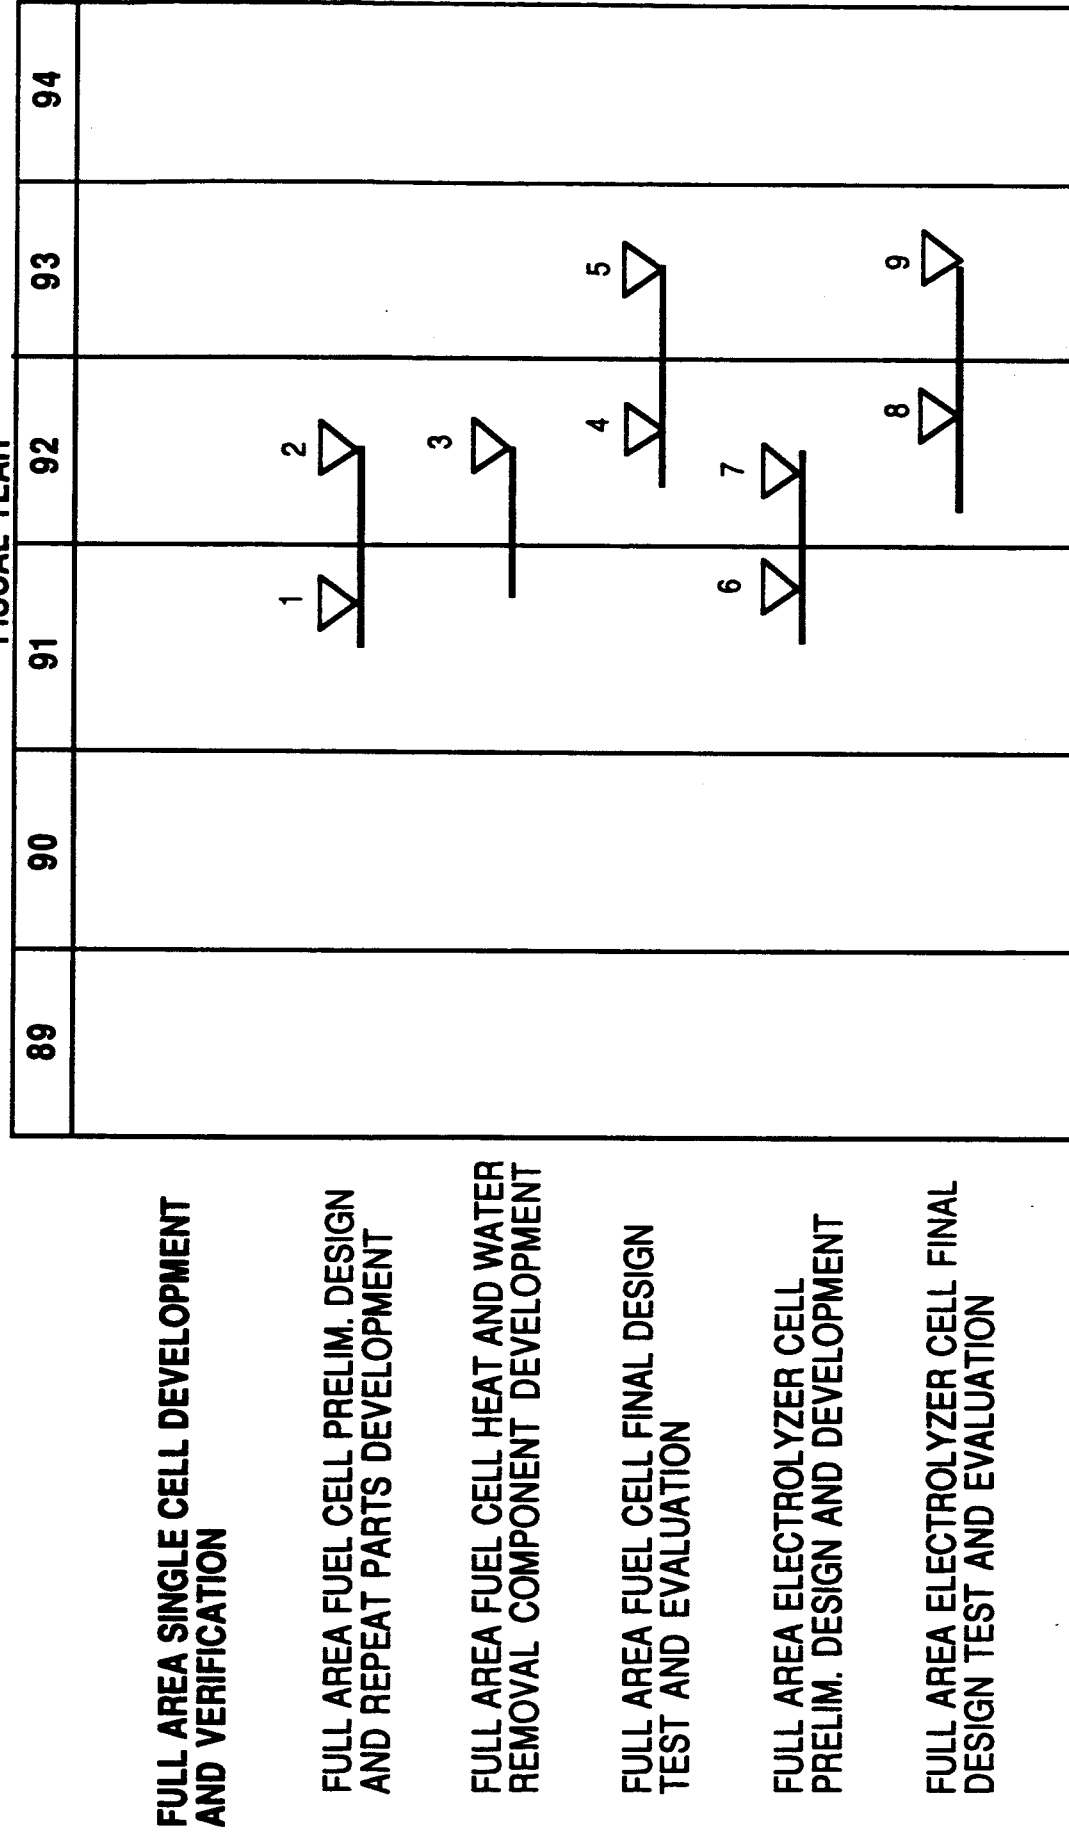 FISCAL YEAR
89 90 91 92 93 94
FULL AREA SINGLE CELL DEVELOPMENT
AND VERIFICATION
FULL AREA FUEL CELL PRELIM. DESIGN
AND REPEAT PARTS DEVELOPMENT
1 2
FULL AREA FUEL CELL HEAT AND WATER
REMOVAL COMPONENT DEVELOPMENT
3
FULL AREA FUEL CELL FINAL DESIGN
TEST AND EVALUATION
4 5
FULL AREA ELECTROLYZER CELL
PRELIM. DESIGN AND DEVELOPMENT
6 7
FULL AREA ELECTROLYZER CELL FINAL
DESIGN TEST AND EVALUATION
8 9